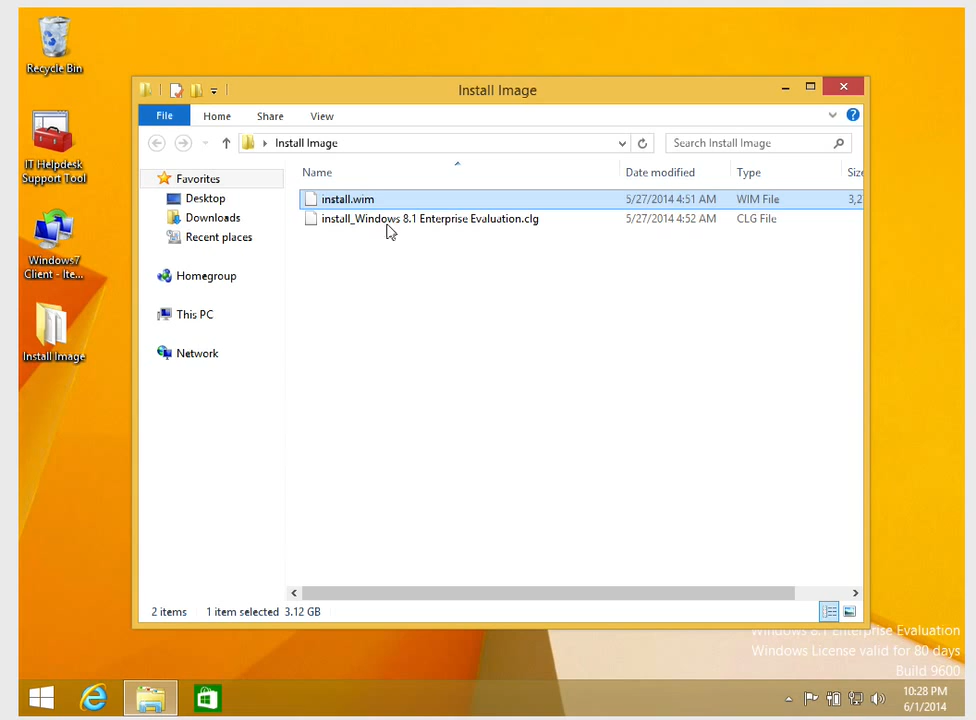 Recycle Bin
IT Helpdesk
Support Tool
Windows7
Client - Ite...
Install Image
Install Image
File Home Share View
Install Image
Search Install Image
Name Date modified Type Size
install.wim 5/27/2014 4:51 AM WIM File 3,2
install_Windows 8.1 Enterprise Evaluation.clg 5/27/2014 4:52 AM CLG File
Favorites
Desktop
Downloads
Recent places
Homegroup
This PC
Network
2 items 1 item selected 3.12 GB
Windows 8.1 Enterprise Evaluation
Windows License valid for 80 days
Build 9600
10:28 PM
6/1/2014